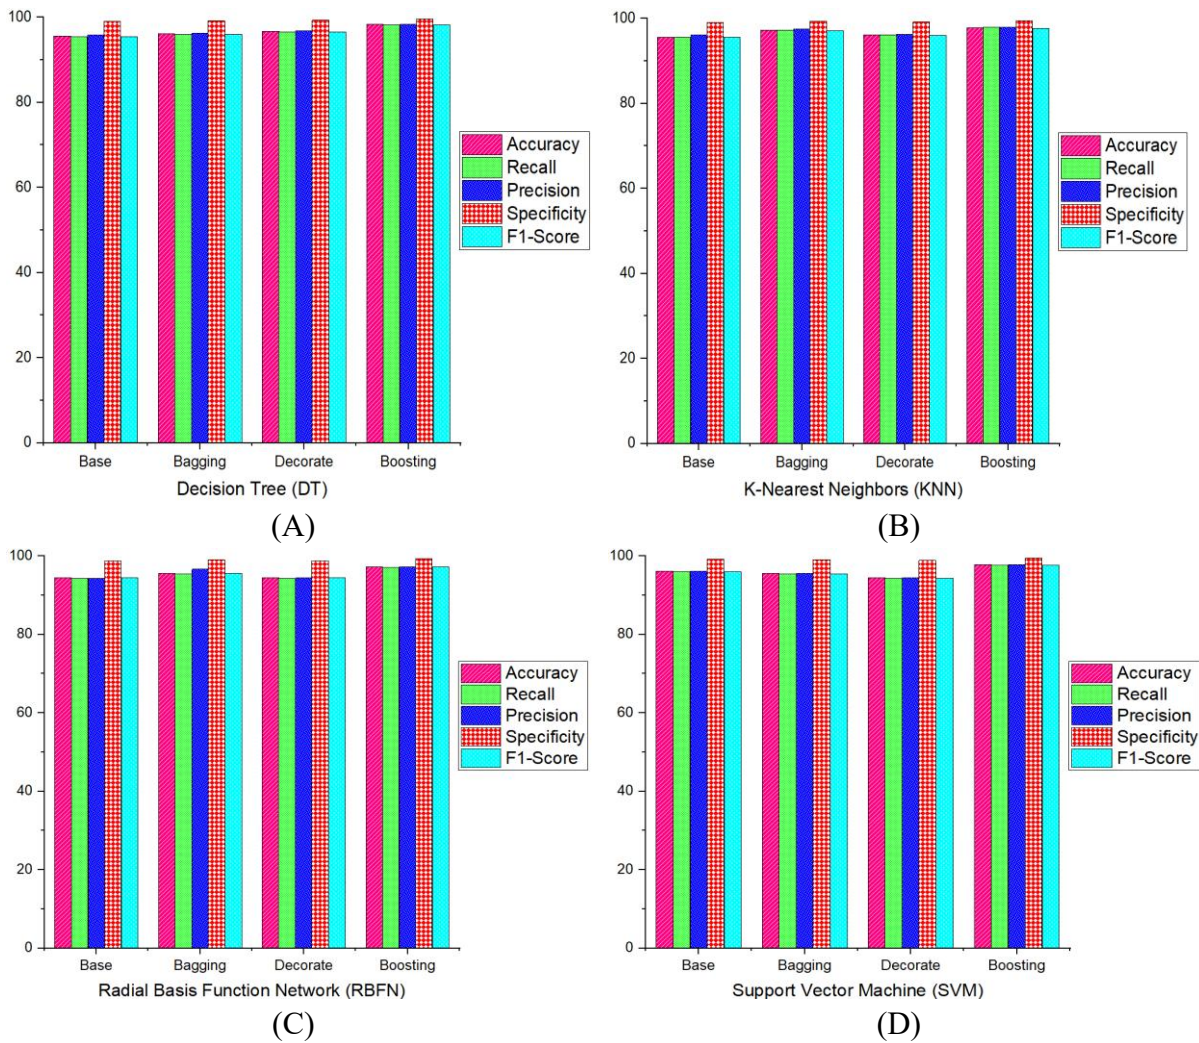 100
80
60
40
20
0
Base Bagging Decorate Boosting
Decision Tree (DT)
Accuracy
Recall
Precision
Specificity
F1-Score
(A)
100
80
60
40
20
0
Base Bagging Decorate Boosting
K-Nearest Neighbors (KNN)
Accuracy
Recall
Precision
Specificity
F1-Score
(B)
100
80
60
40
20
0
Base Bagging Decorate Boosting
Radial Basis Function Network (RBFN)
Accuracy
Recall
Precision
Specificity
F1-Score
(C)
100
80
60
40
20
0
Base Bagging Decorate Boosting
Support Vector Machine (SVM)
Accuracy
Recall
Precision
Specificity
F1-Score
(D)